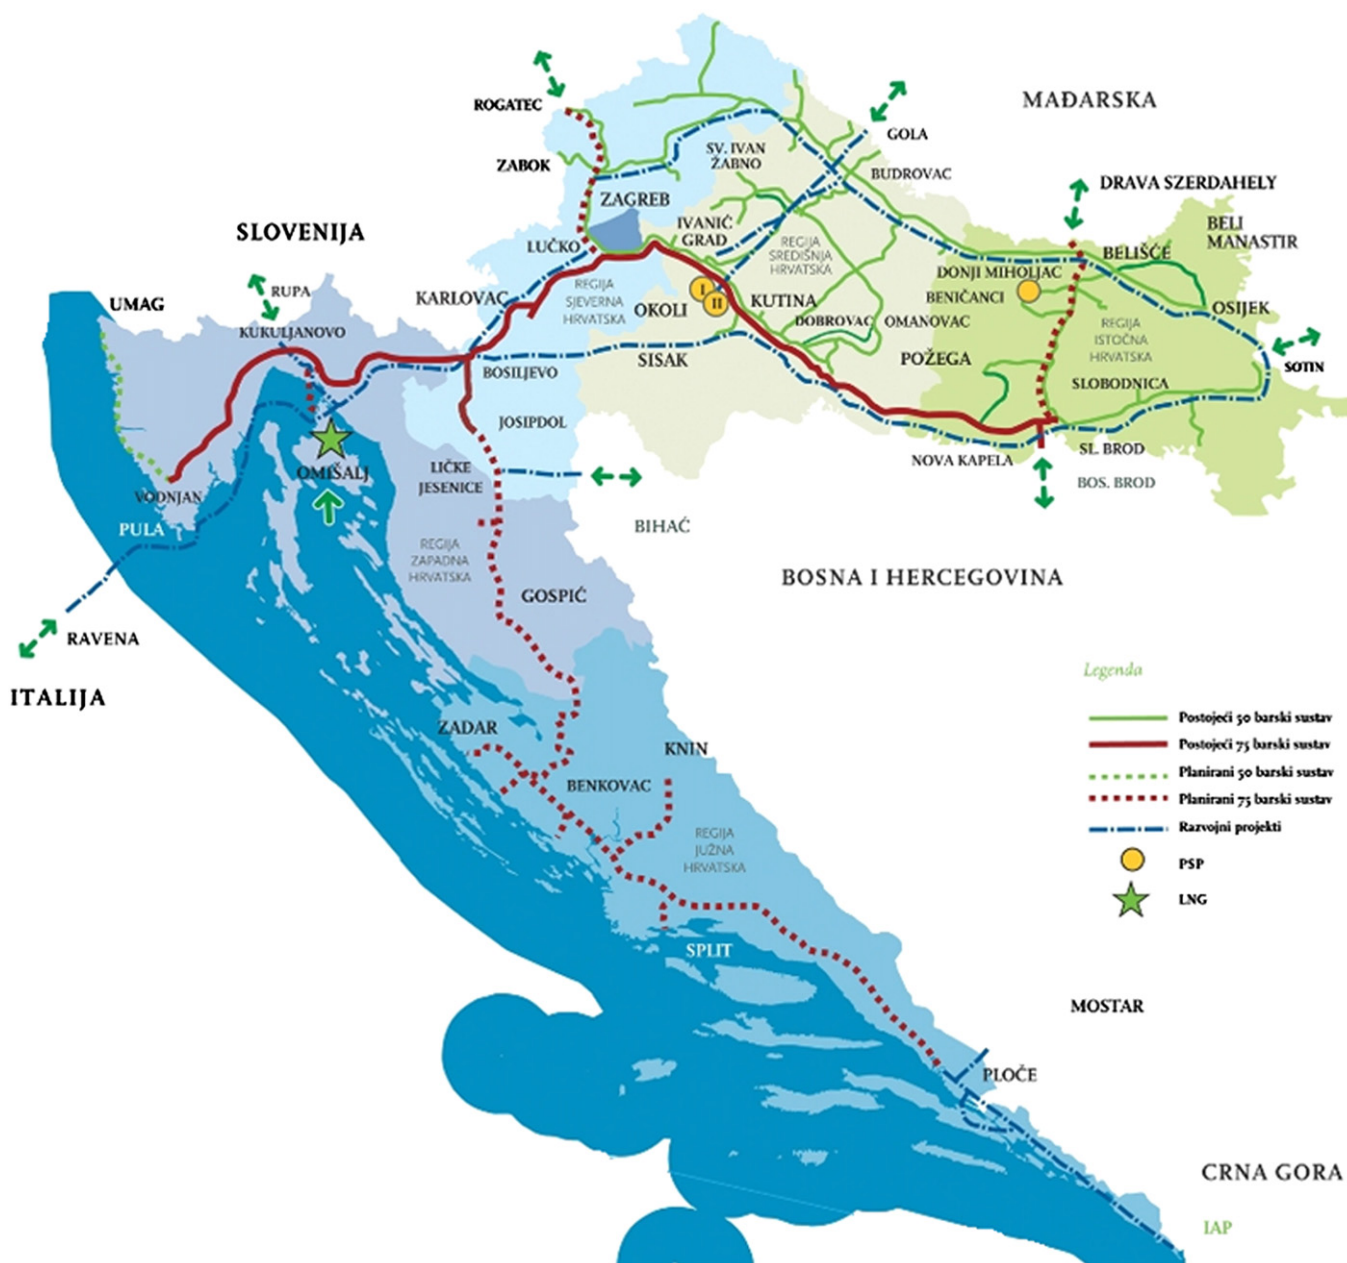 MAĐARSKA
ROGATEC
GOLA
SV. IVAN
ŽABNO
ZABOK
BUDROVAC
DRAVA SZERDAHELY
ZAGREB
BELI
MANASTIR
SLOVENIJA
IVANIĆ
GRAD
LUČKO
REGIJA
SREDIŠNJA
HRVATSKA
BELIŠĆE
DONJI MIHOLJAC
RUPA
KARLOVAC
REGIJA
SJEVERNA
HRVATSKA
I
II
OKOLI
KUTINA
BENIČANCI
OSIJEK
UMAG
KUKULJANOVO
DOBROVAC
OMANOVAC
REGIJA
ISTOČNA
HRVATSKA
SISAK
POŽEGA
SOTIN
BOSILJEVO
SLOBODNICA
JOSIPDOL
SL. BROD
NOVA KAPELA
BOS. BROD
OMIŠALJ
LIČKE
JESENICE
VODNJAN
PULA
BIHAĆ
REGIJA
ZAPADNA
HRVATSKA
BOSNA I HERCEGOVINA
GOSPIĆ
RAVENA
ITALIJA
Legenda
Postojeći 50 barski sustav
Postojeći 75 barski sustav
Planirani 50 barski sustav
Planirani 75 barski sustav
Razvojni projekti
PSP
LNG
ZADAR
KNIN
BENKOVAC
REGIJA
JUŽNA
HRVATSKA
SPLIT
MOSTAR
PLOČE
CRNA GORA
IAP